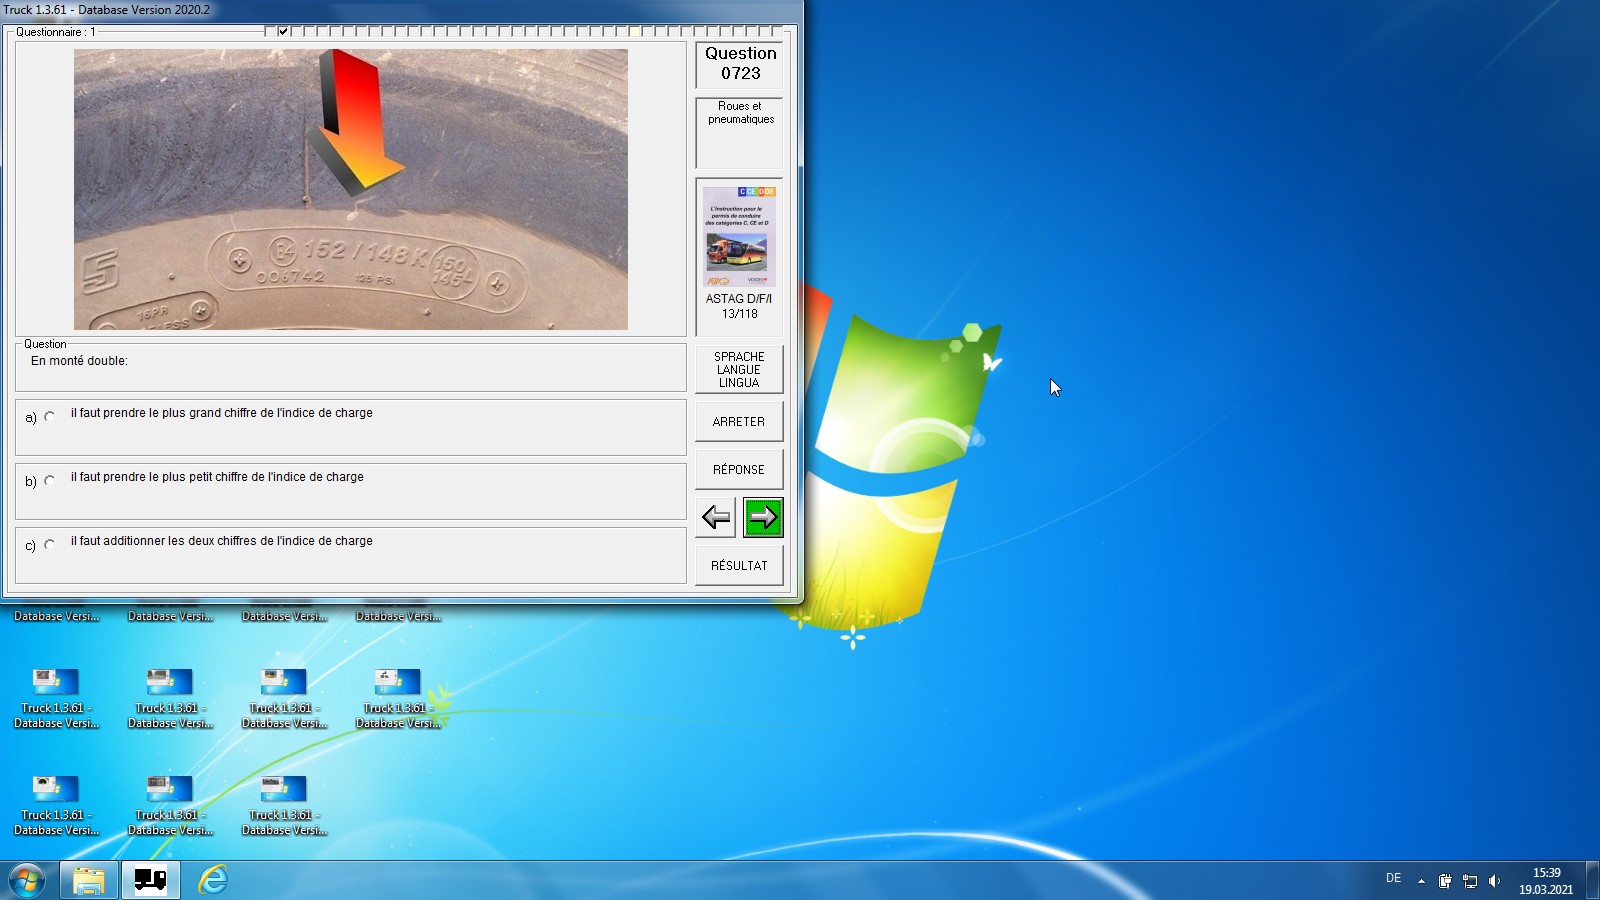 Truck 1.3.61 - Database Version 2020.2
Questionnaire : 1
152 / 148 K
E4
150 L
145
006742
125 PS
16PR
Question
0723
Roues et
pneumatiques
C CE D DE
L'instruction pour le
permis de conduire
des catégories C, CE et D
ASTAG D/F/I
13/118
Question
En monté double:
a) il faut prendre le plus grand chiffre de l'indice de charge
b) il faut prendre le plus petit chiffre de l'indice de charge
c) il faut additionner les deux chiffres de l'indice de charge
SPRACHE
LANGUE
LINGUA
ARRETER
RÉPONSE
RÉSULTAT
Database Versi... Database Versi... Database Versi... Database Versi...
Truck 1.3.61 - Truck 1.3.61 - Truck 1.3.61 - Truck 1.3.61 -
Database Versi... Database Versi... Database Versi... Database Versi...
Truck 1.3.61 - Truck 1.3.61 - Truck 1.3.61 -
Database Versi... Database Versi... Database Versi...
DE
15:39
19.03.2021